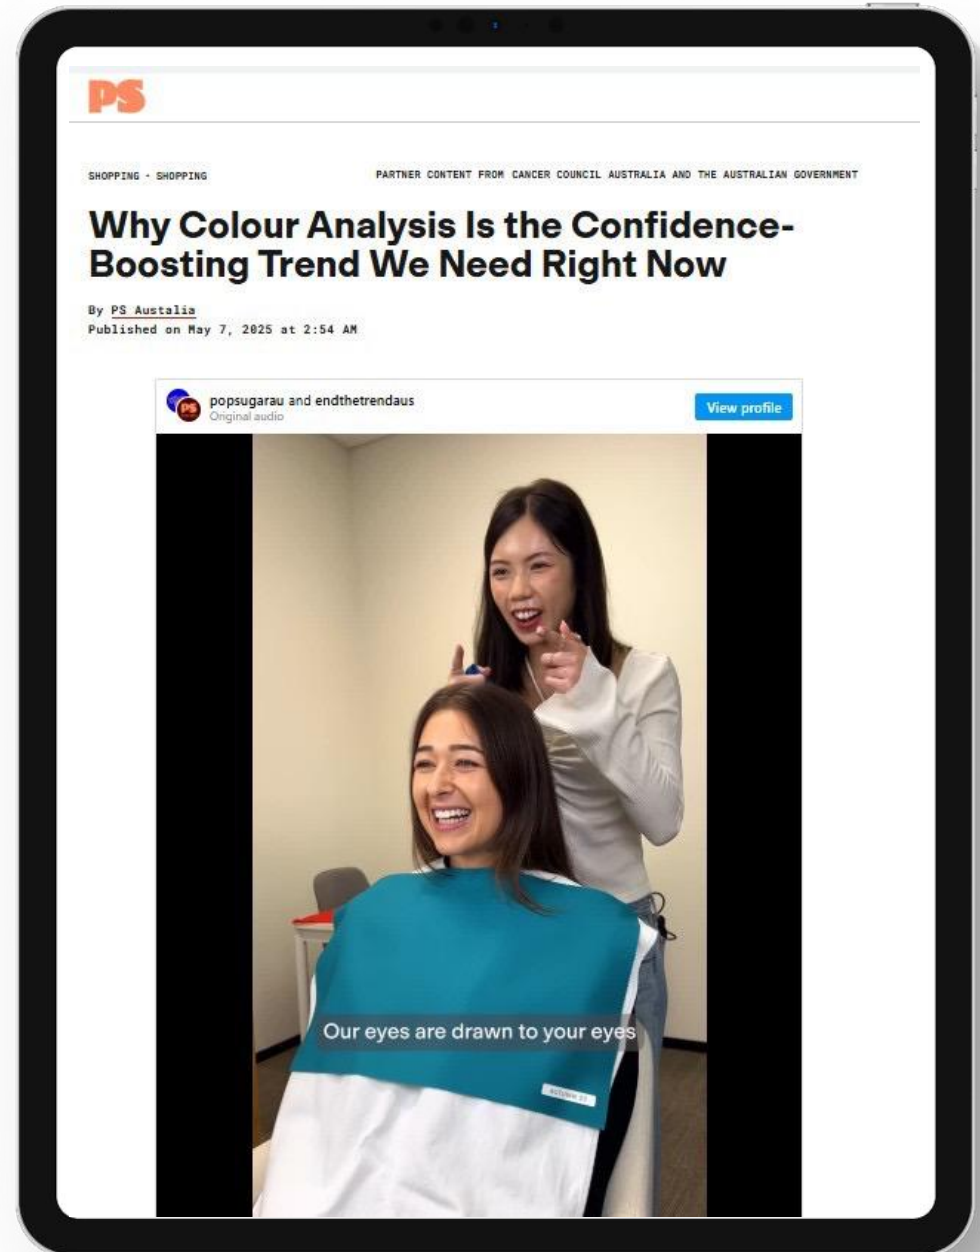 PS
SHOPPING - SHOPPING
PARTNER CONTENT FROM CANCER COUNCIL AUSTRALIA AND THE AUSTRALIAN GOVERNMENT
Why Colour Analysis Is the Confidence-
Boosting Trend We Need Right Now
By PS Austalia
Published on May 7, 2025 at 2:54 AM
popsugarau and endthetrendaus
Original audio
View profile
PS
Our eyes are drawn to your eyes